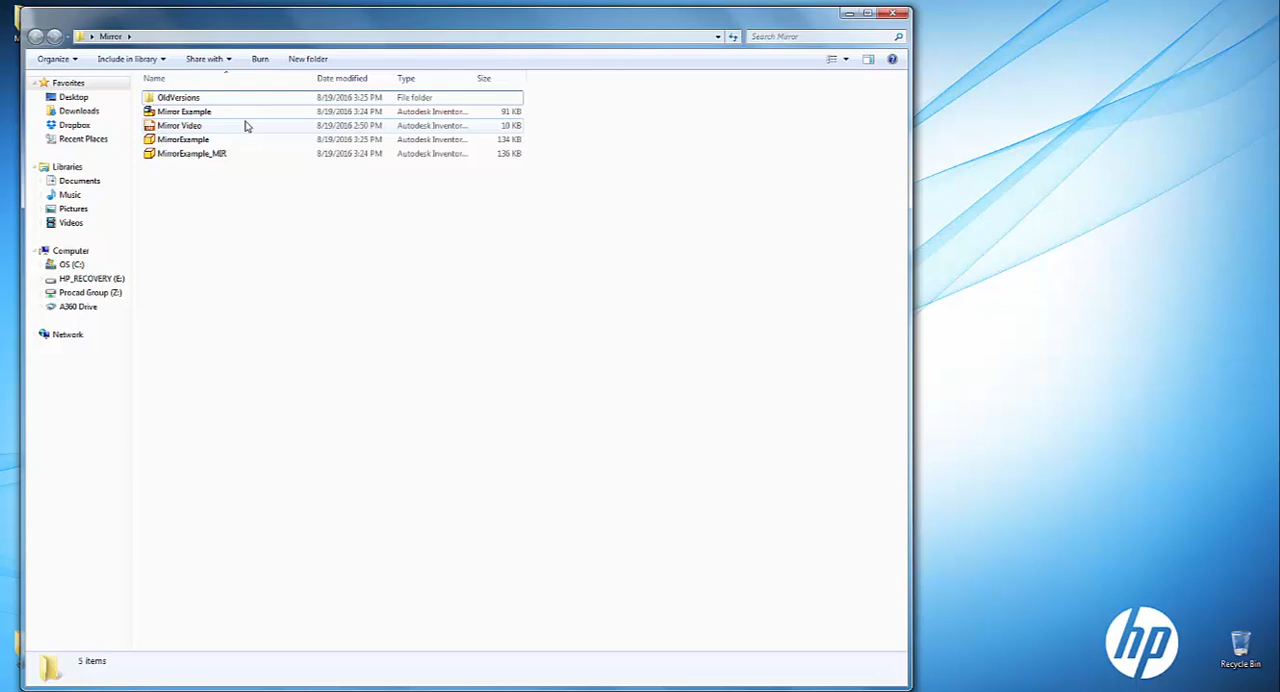 Mirror
Search Mirror
Organize Include in library Share with Burn New folder
Name Date modified Type Size
OldVersions 8/19/2016 3:25 PM File folder
Mirror Example 8/19/2016 3:24 PM Autodesk Inventor... 91 KB
Mirror Video 8/19/2016 2:50 PM Autodesk Inventor... 10 KB
MirrorExample 8/19/2016 3:25 PM Autodesk Inventor... 134 KB
MirrorExample_MIR 8/19/2016 3:24 PM Autodesk Inventor... 136 KB
Favorites
Desktop
Downloads
Dropbox
Recent Places
Libraries
Documents
Music
Pictures
Videos
Computer
OS (C:)
HP_RECOVERY (E:)
Procad Group (Z:)
A360 Drive
Network
5 items
hp
Recycle Bin